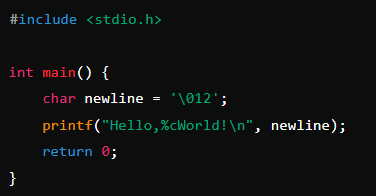 #include <stdio.h>

int main() {
    char newline = '\012';
    printf("Hello,%cWorld!\n", newline);
    return 0;
}